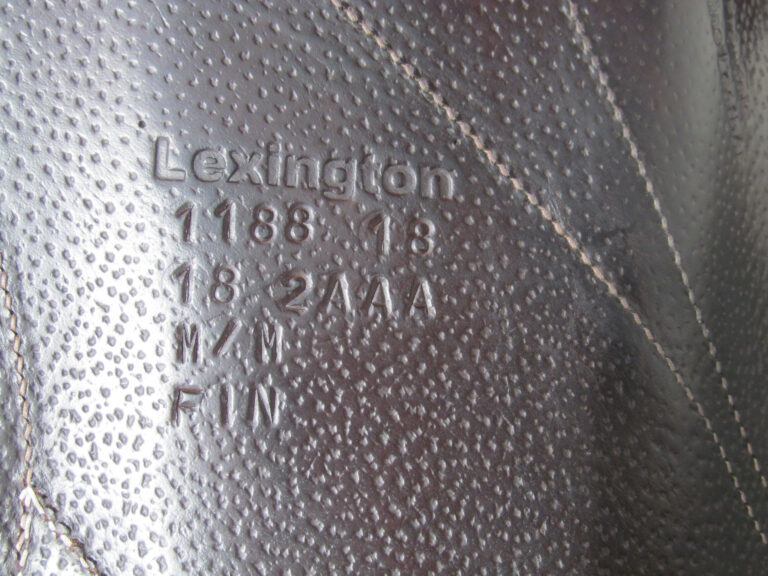 Lexington
1188 18
18 2AAA
M/M
FIN